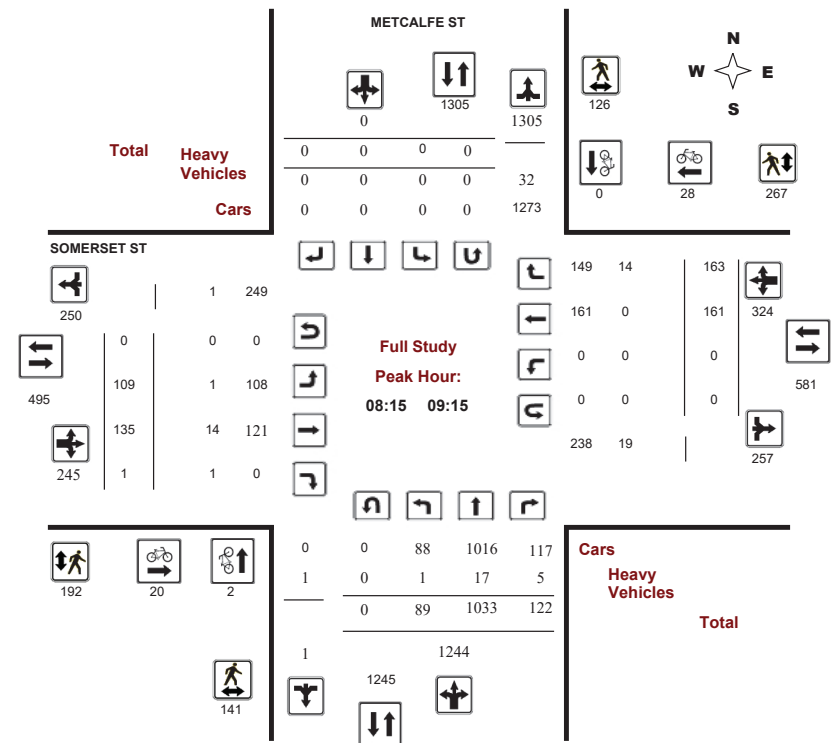 METCALFE ST
N
W E
S
1305
126
0 1305
Total Heavy Vehicles
0 0 0 0
0 0 0 0 32
Cars 0 0 0 0 1273
0 28 267
SOMERSET ST
250 1 249
149 14 163
324
0 0 0
161 0 161
495
Full Study
Peak Hour:
08:15 09:15
109 1 108
0 0 0
581
0 0 0
135 14 121
245
238 19
257
1 1 0
0 0 88 1016 117 Cars
1 0 1 17 5 Heavy Vehicles
0 89 1033 122 Total
192 20 2
1 1244
1245
141